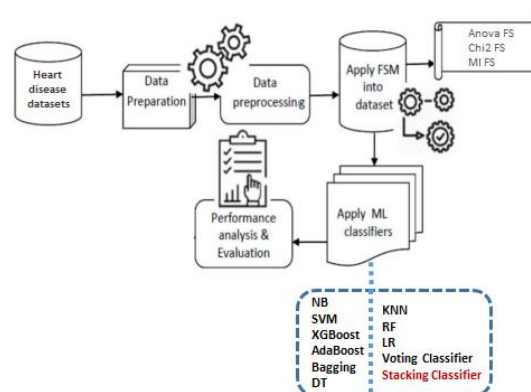 Heart
disease
datasets
Data
Preparation
Data
preprocessing
Apply FSM
into
dataset
Anova FS
Chi2 FS
MI FS
Apply ML
classifiers
Performance
analysis &
Evaluation
NB
SVM
XGBoost
AdaBoost
Bagging
DT
KNN
RF
LR
Voting Classifier
Stacking Classifier